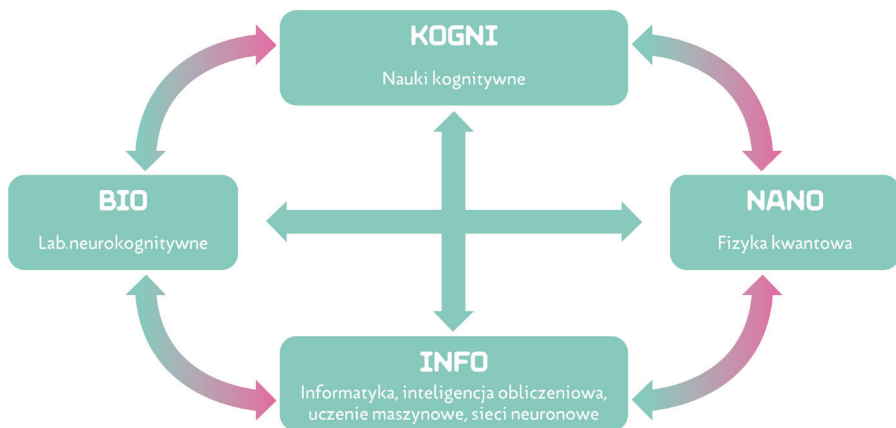 KOGNI
Nauki kognitywne
BIO
Lab.neurokognitywne
NANO
Fizyka kwantowa
INFO
Informatyka, inteligencja obliczeniowa,
uczenie maszynowe, sieci neuronowe